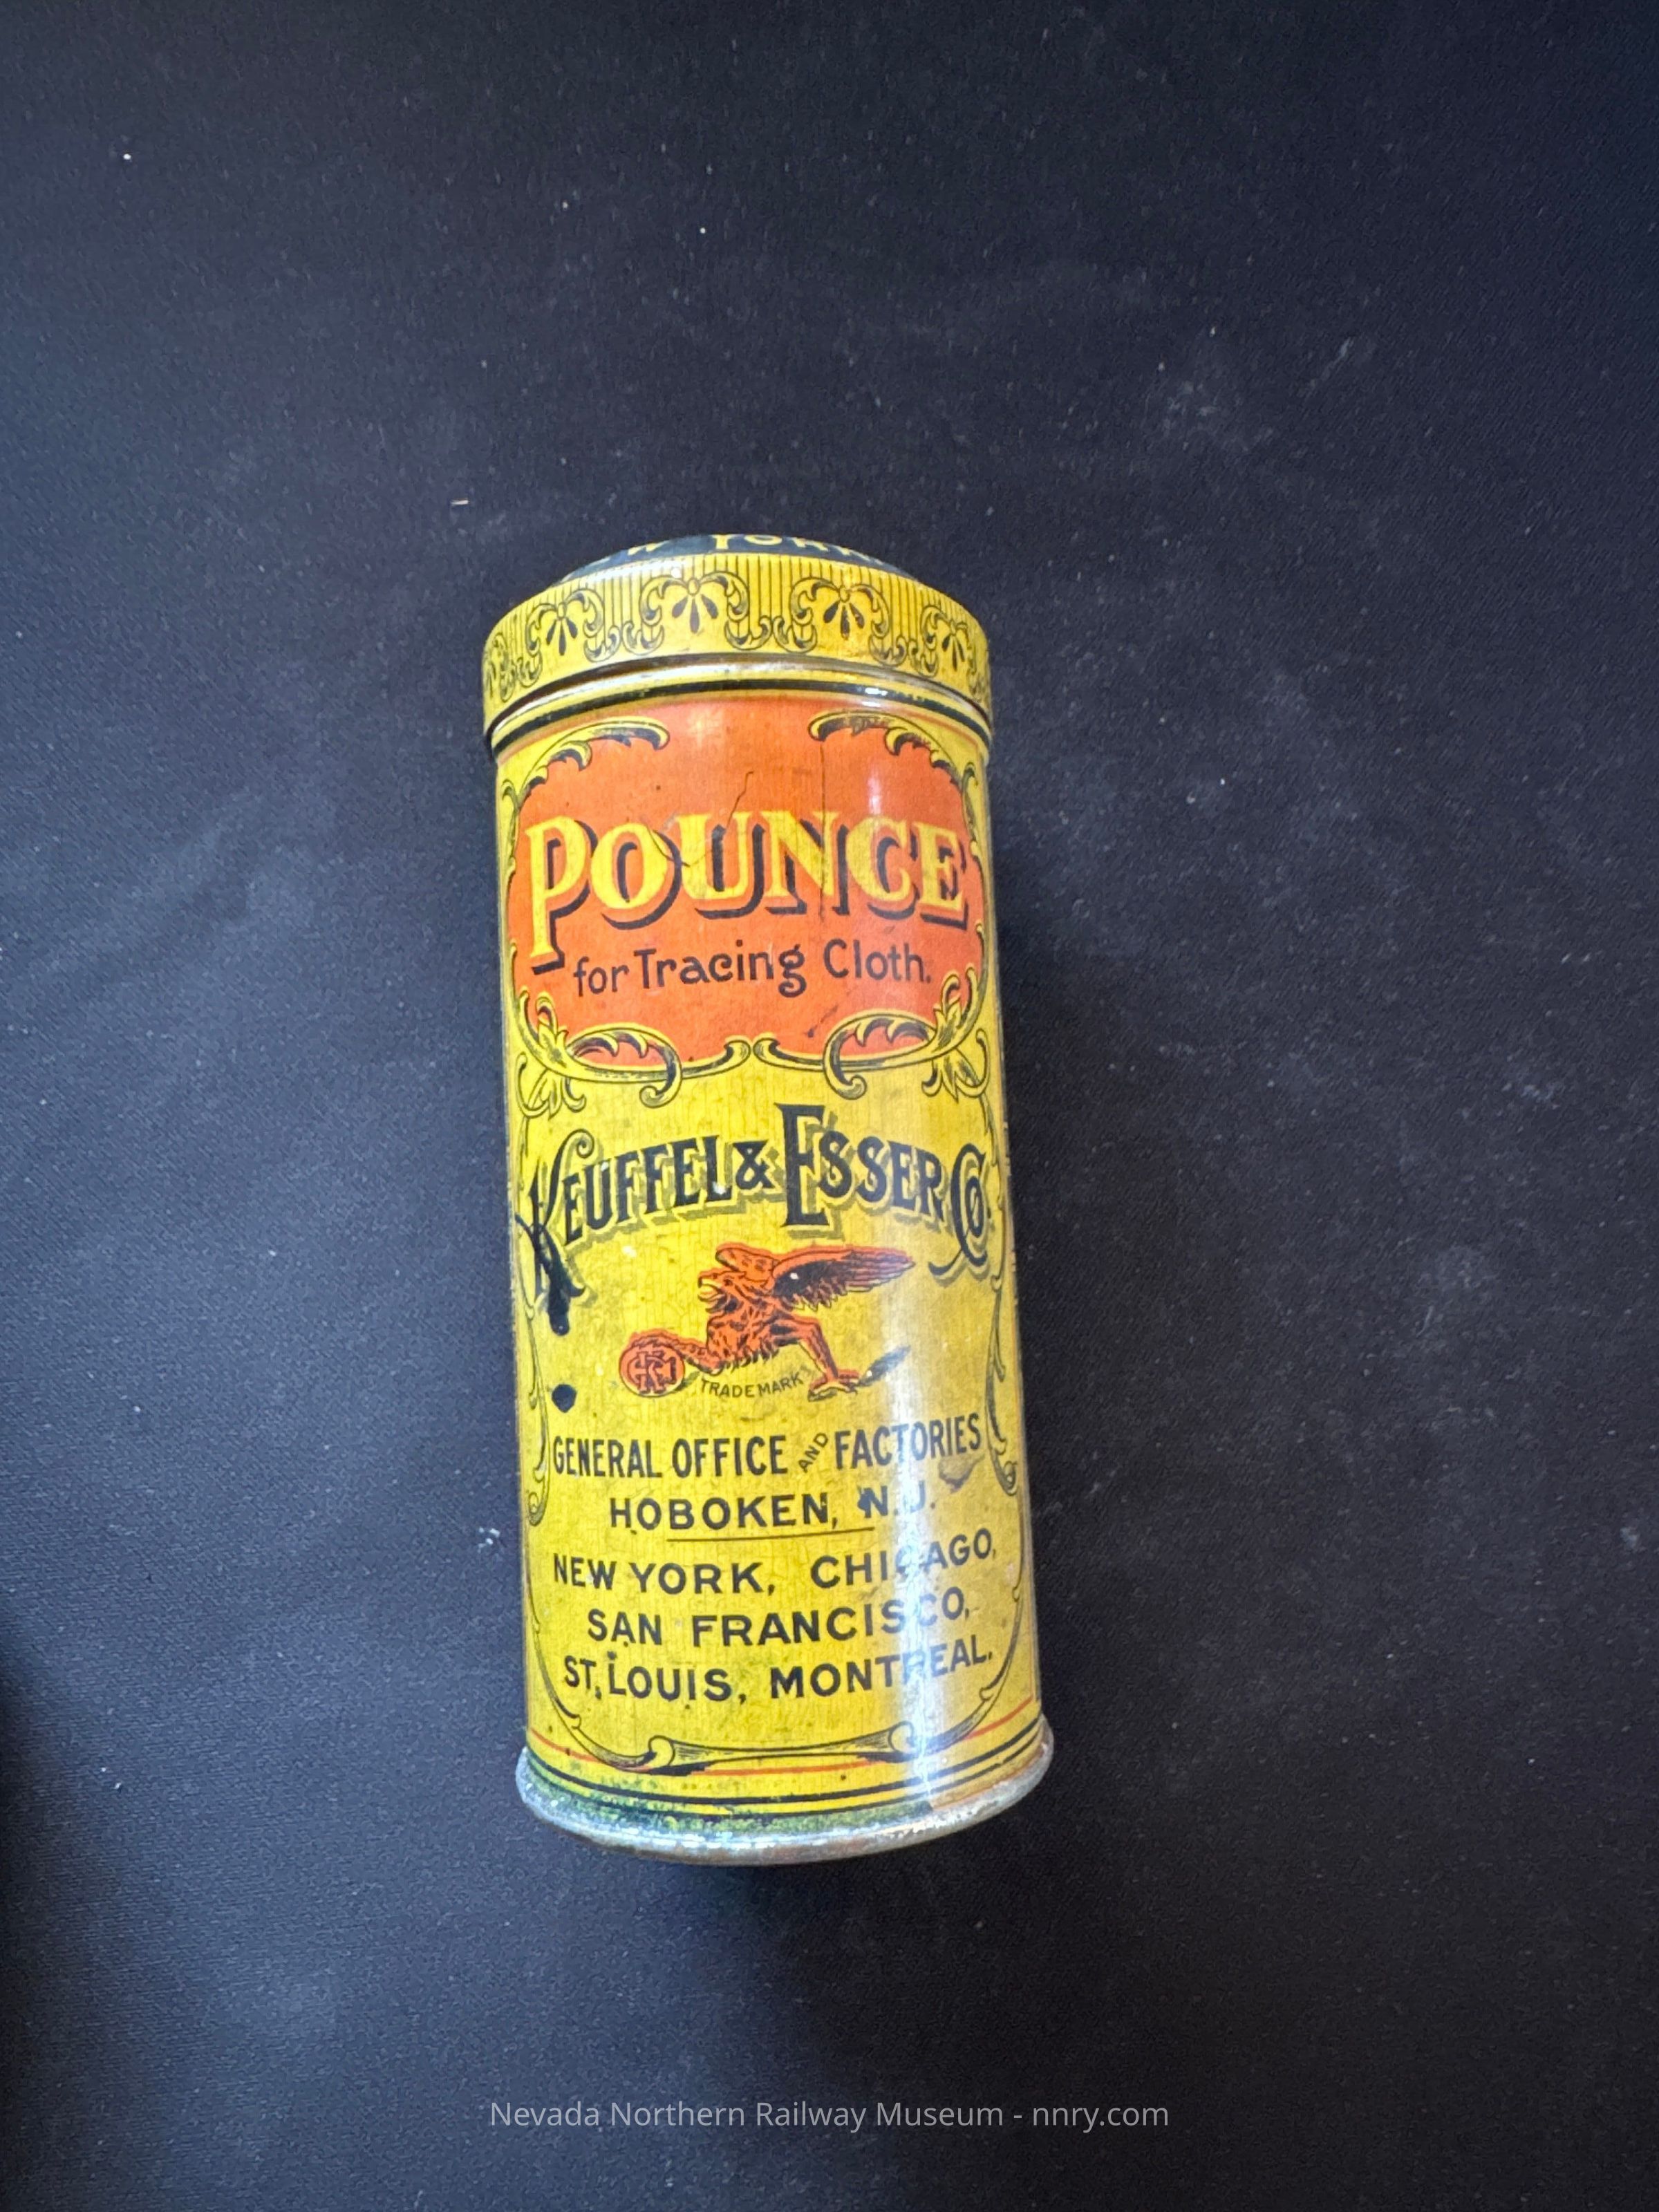 YORK
POUNCE
for Tracing Cloth.
KEUFFEL & ESSER CO.
TRADEMARK
GENERAL OFFICE AND FACTORIES
HOBOKEN, N.J.
NEW YORK, CHICAGO,
SAN FRANCISCO,
ST. LOUIS, MONTREAL.
Nevada Northern Railway Museum - nnry.com